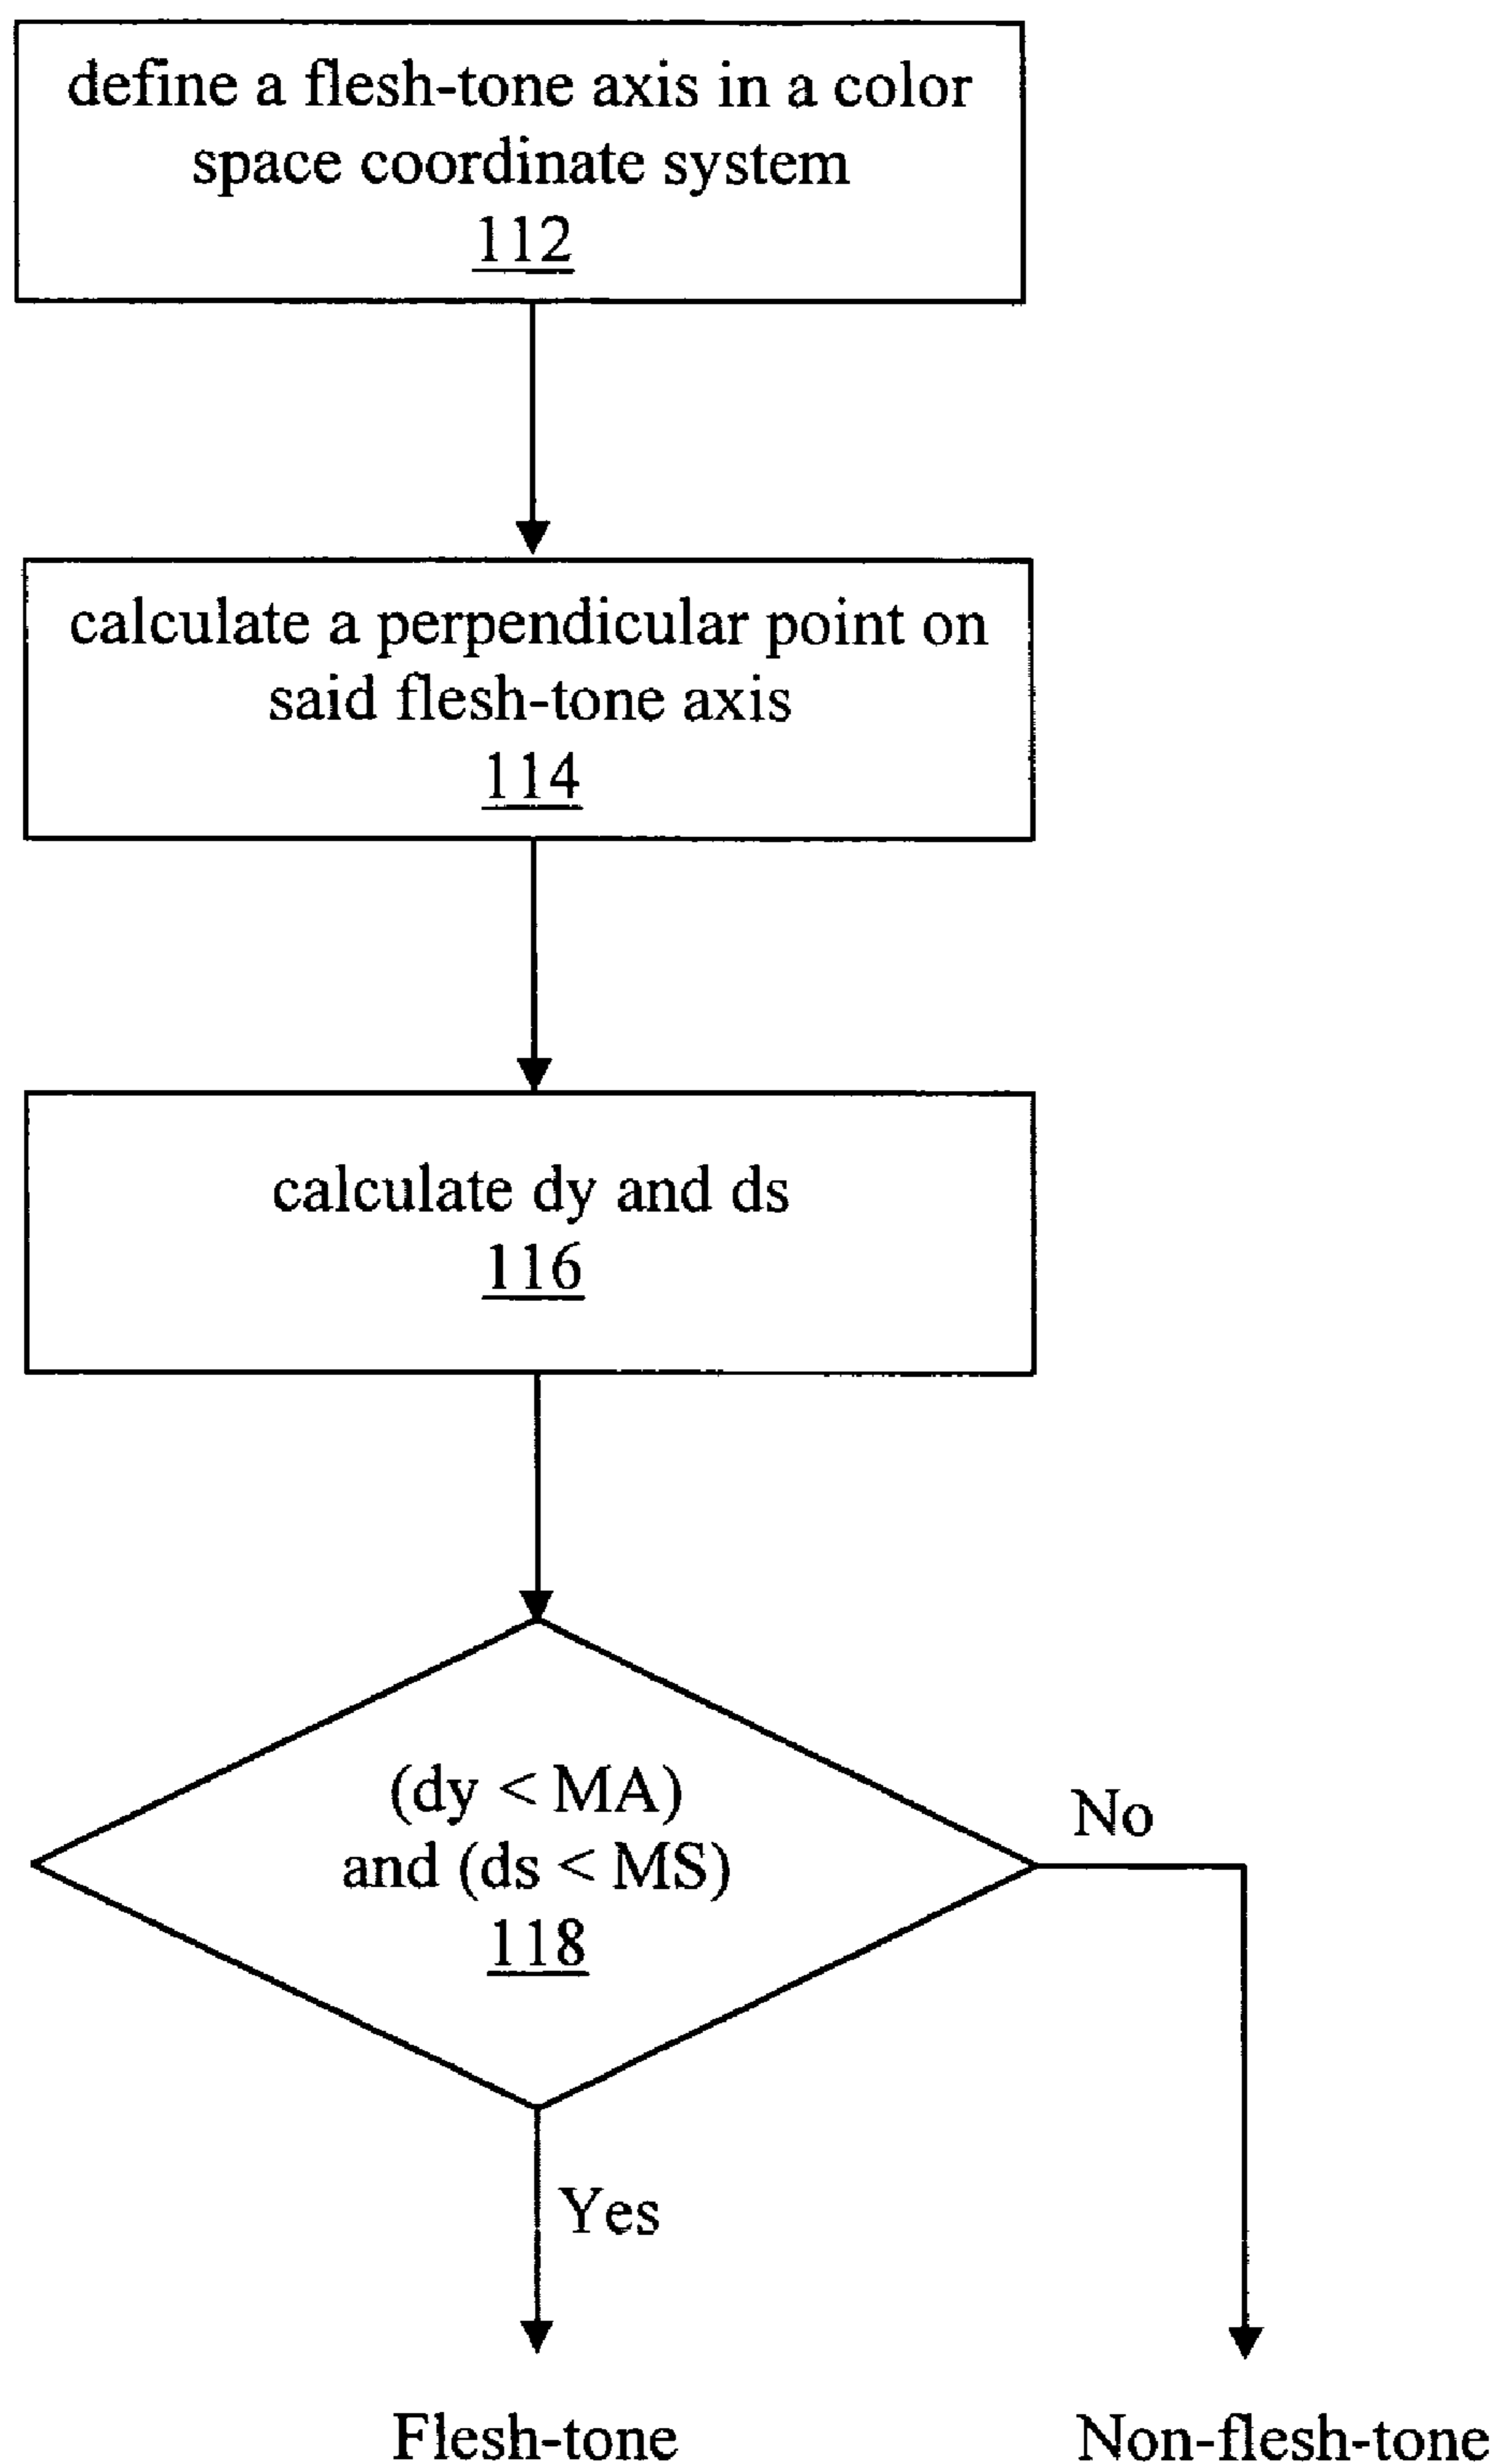 define a flesh-tone axis in a color
space coordinate system
112
calculate a perpendicular point on
said flesh-tone axis
114
calculate dy and ds
116
(dy < MA)
and (ds < MS)
118
No
Yes
Flesh-tone
Non-flesh-tone